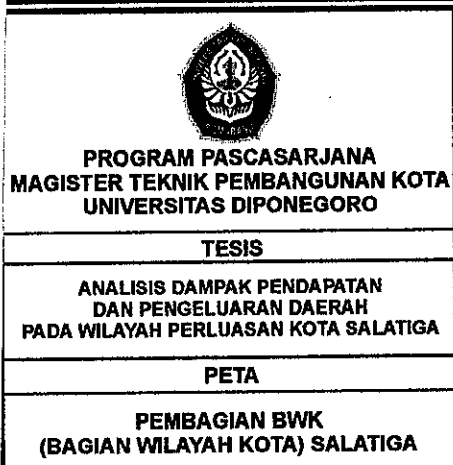 PROGRAM PASCASARJANA
MAGISTER TEKNIK PEMBANGUNAN KOTA
UNIVERSITAS DIPONEGORO
TESIS
ANALISIS DAMPAK PENDAPATAN
DAN PENGELUARAN DAERAH
PADA WILAYAH PERLUASAN KOTA SALATIGA
PETA
PEMBAGIAN BWK
(BAGIAN WILAYAH KOTA) SALATIGA